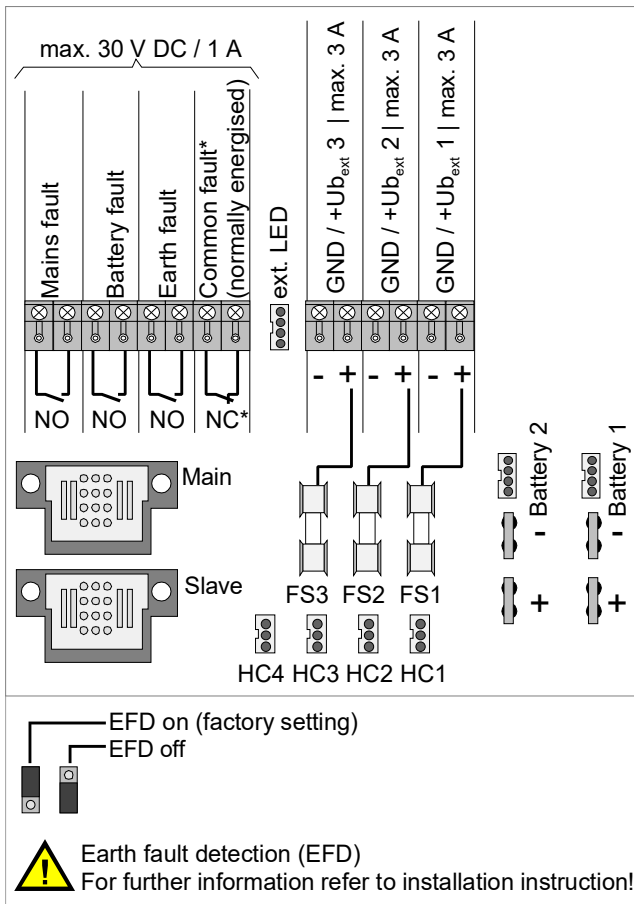 max. 30 V DC / 1 A
Mains fault
Battery fault
Earth fault
Common fault*
(normally energised)
ext. LED
GND / +Ubext 3 | max. 3 A
GND / +Ubext 2 | max. 3 A
GND / +Ubext 1 | max. 3 A
- + - + - +
NO NO NO NC*
Battery 2
- +
Battery 1
- +
Main
Slave
FS3 FS2 FS1
HC4 HC3 HC2 HC1
EFD on (factory setting)
EFD off
!
Earth fault detection (EFD)
For further information refer to installation instruction!